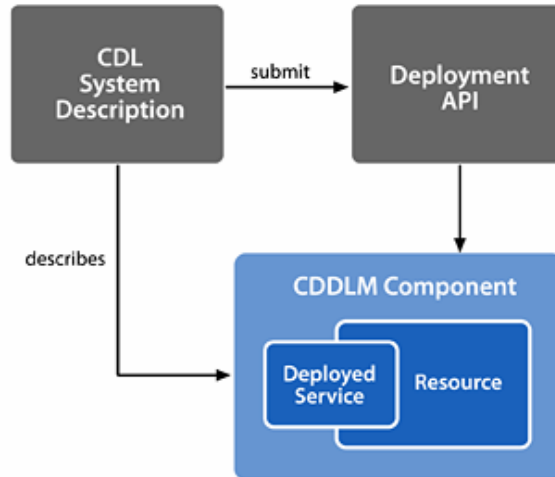 CDL
System
Description
submit
Deployment
API
describes
CDDLM Component
Deployed
Service
Resource